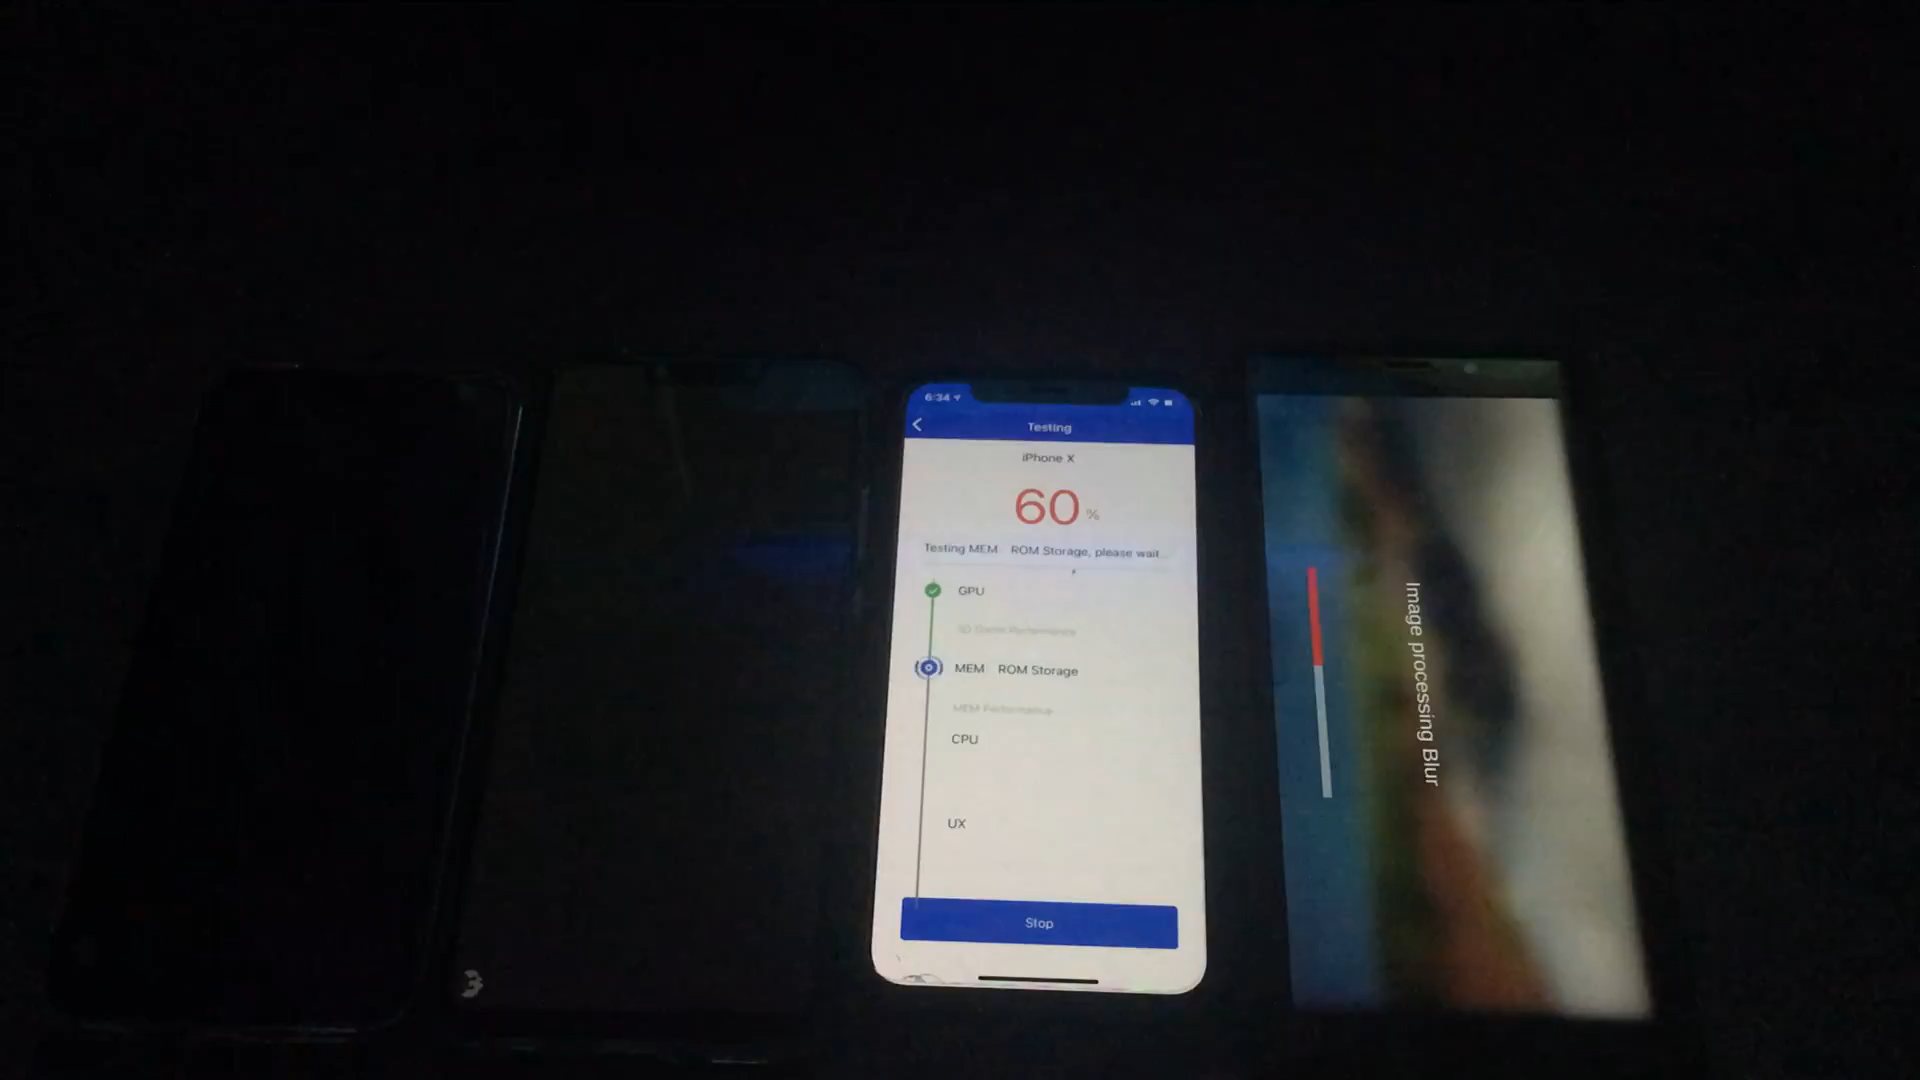 6:34
Testing
iPhone X
60 %
Testing MEM ROM Storage, please wait...
GPU
3D Game Performance
MEM ROM Storage
MEM Performance
CPU
UX
Stop
Image processing Blur